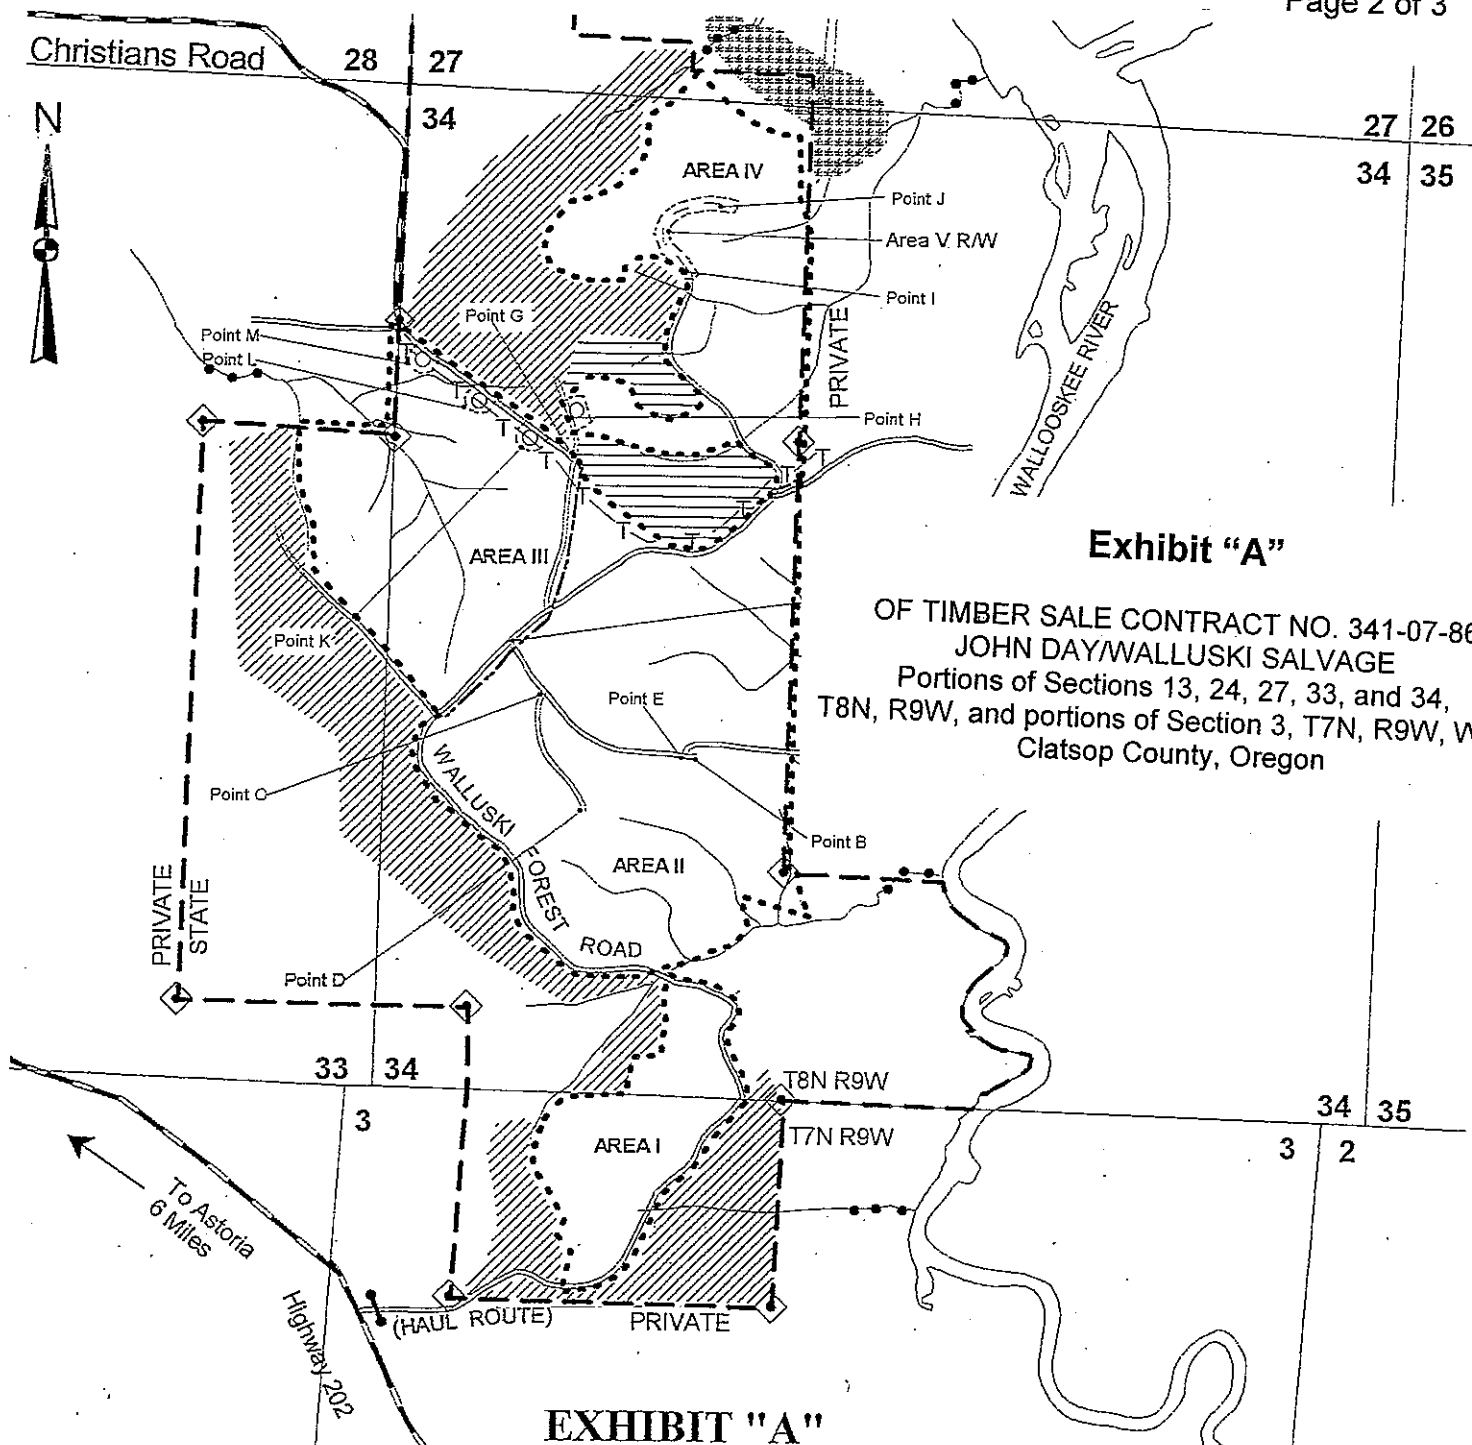 Page 2 of 3
Christians Road
28 27
34
N
27 26
34 35
AREA IV
Point J
Area V R/W
Point I
Point G
Point M
Point L
PRIVATE
WALLOOSKEE RIVER
Point H
T
T
T
T
T
T
T
T
T
T
AREA III
Exhibit "A"
OF TIMBER SALE CONTRACT NO. 341-07-86
JOHN DAY/WALLUSKI SALVAGE
Portions of Sections 13, 24, 27, 33, and 34,
T8N, R9W, and portions of Section 3, T7N, R9W, W
Clatsop County, Oregon
Point K
Point E
WALLUSKI FOREST ROAD
Point C
Point B
AREA II
PRIVATE
STATE
Point D
33 34
3
T8N R9W
T7N R9W
34 35
3 2
AREA I
To Astoria
6 Miles
Highway 202
(HAUL ROUTE)
PRIVATE
EXHIBIT "A"